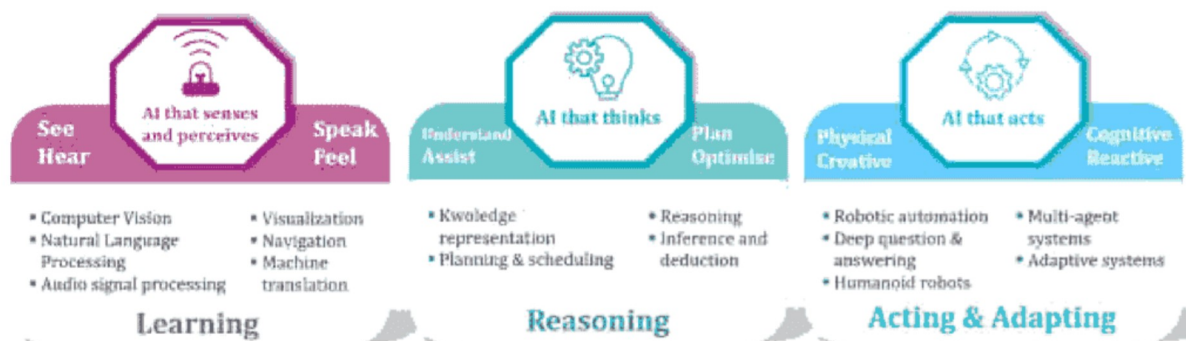 AI that senses
and perceives
See
Hear
Speak
Feel
• Computer Vision
• Natural Language
Processing
• Audio signal processing
• Visualization
• Navigation
• Machine
translation
Learning
AI that thinks
Understand
Assist
Plan
Optimise
• Kwoledge
representation
• Planning & scheduling
• Reasoning
• Inference and
deduction
Reasoning
AI that acts
Physical
Creative
Cognitive
Reactive
• Robotic automation
• Deep question &
answering
• Humanoid robots
• Multi-agent
systems
• Adaptive systems
Acting & Adapting